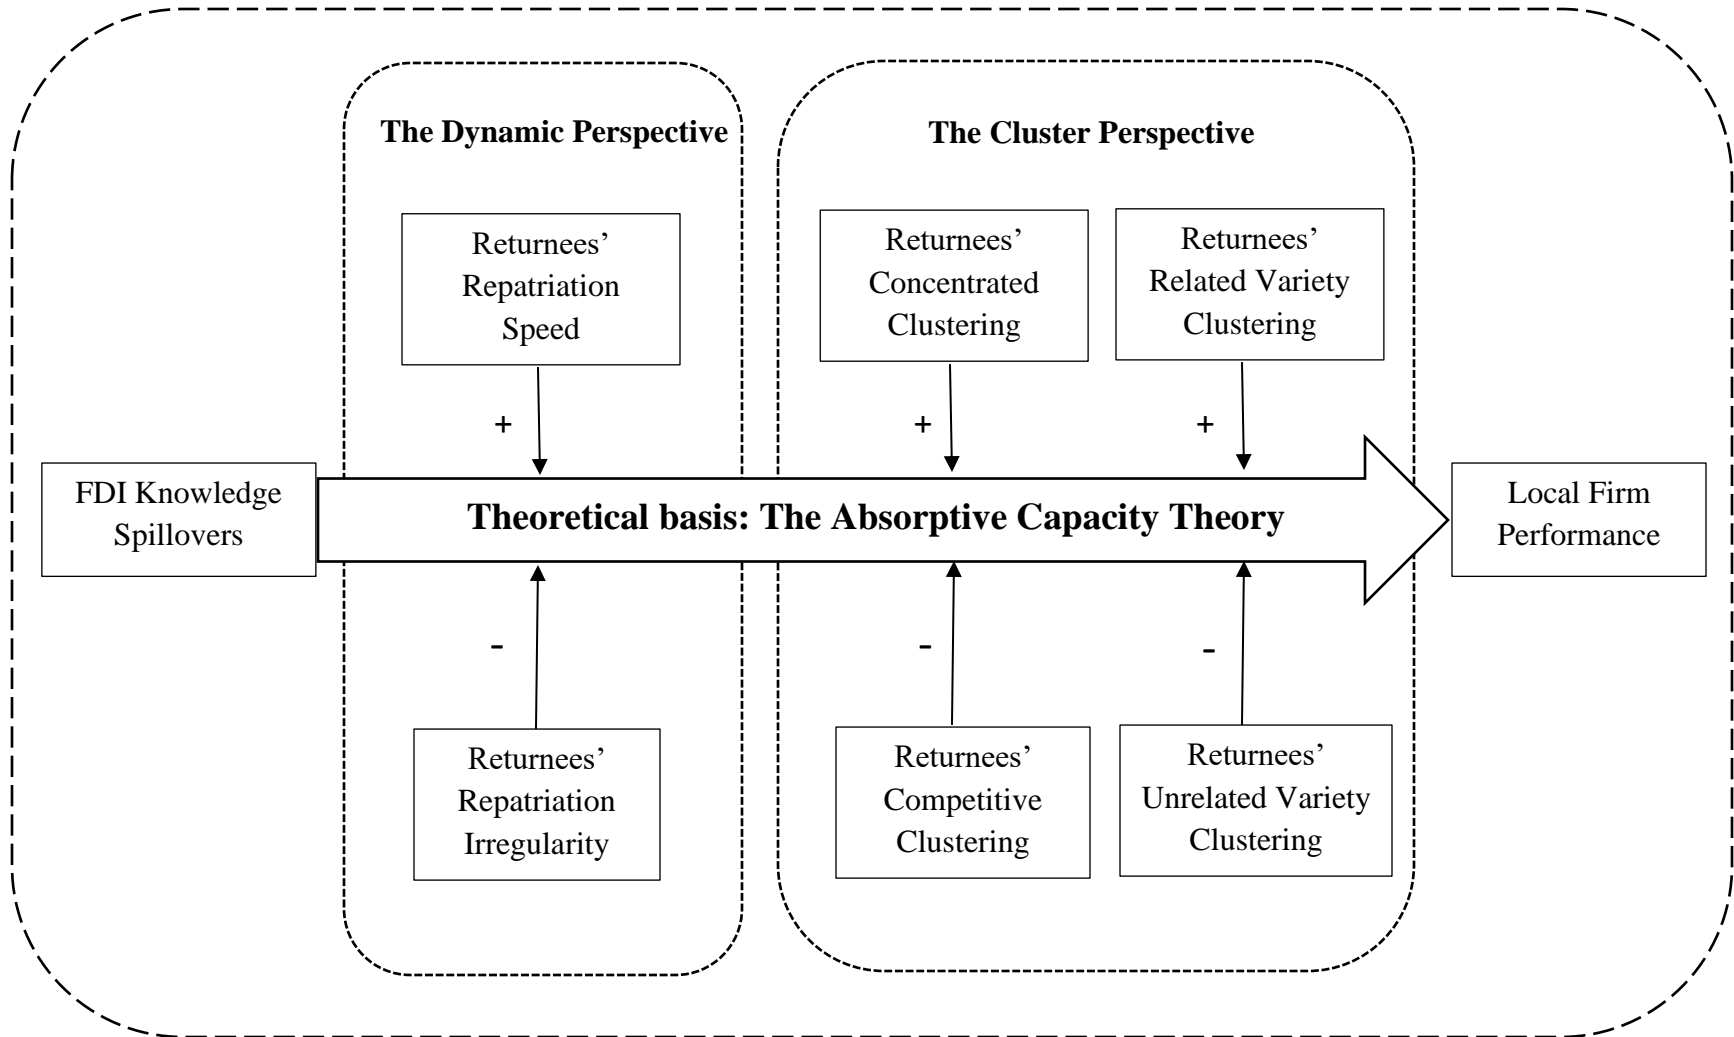 The Dynamic Perspective
The Cluster Perspective
Returnees’
Repatriation
Speed
Returnees’
Concentrated
Clustering
Returnees’
Related Variety
Clustering
+
+
+
FDI Knowledge
Spillovers
Theoretical basis: The Absorptive Capacity Theory
Local Firm
Performance
-
-
-
Returnees’
Repatriation
Irregularity
Returnees’
Competitive
Clustering
Returnees’
Unrelated Variety
Clustering